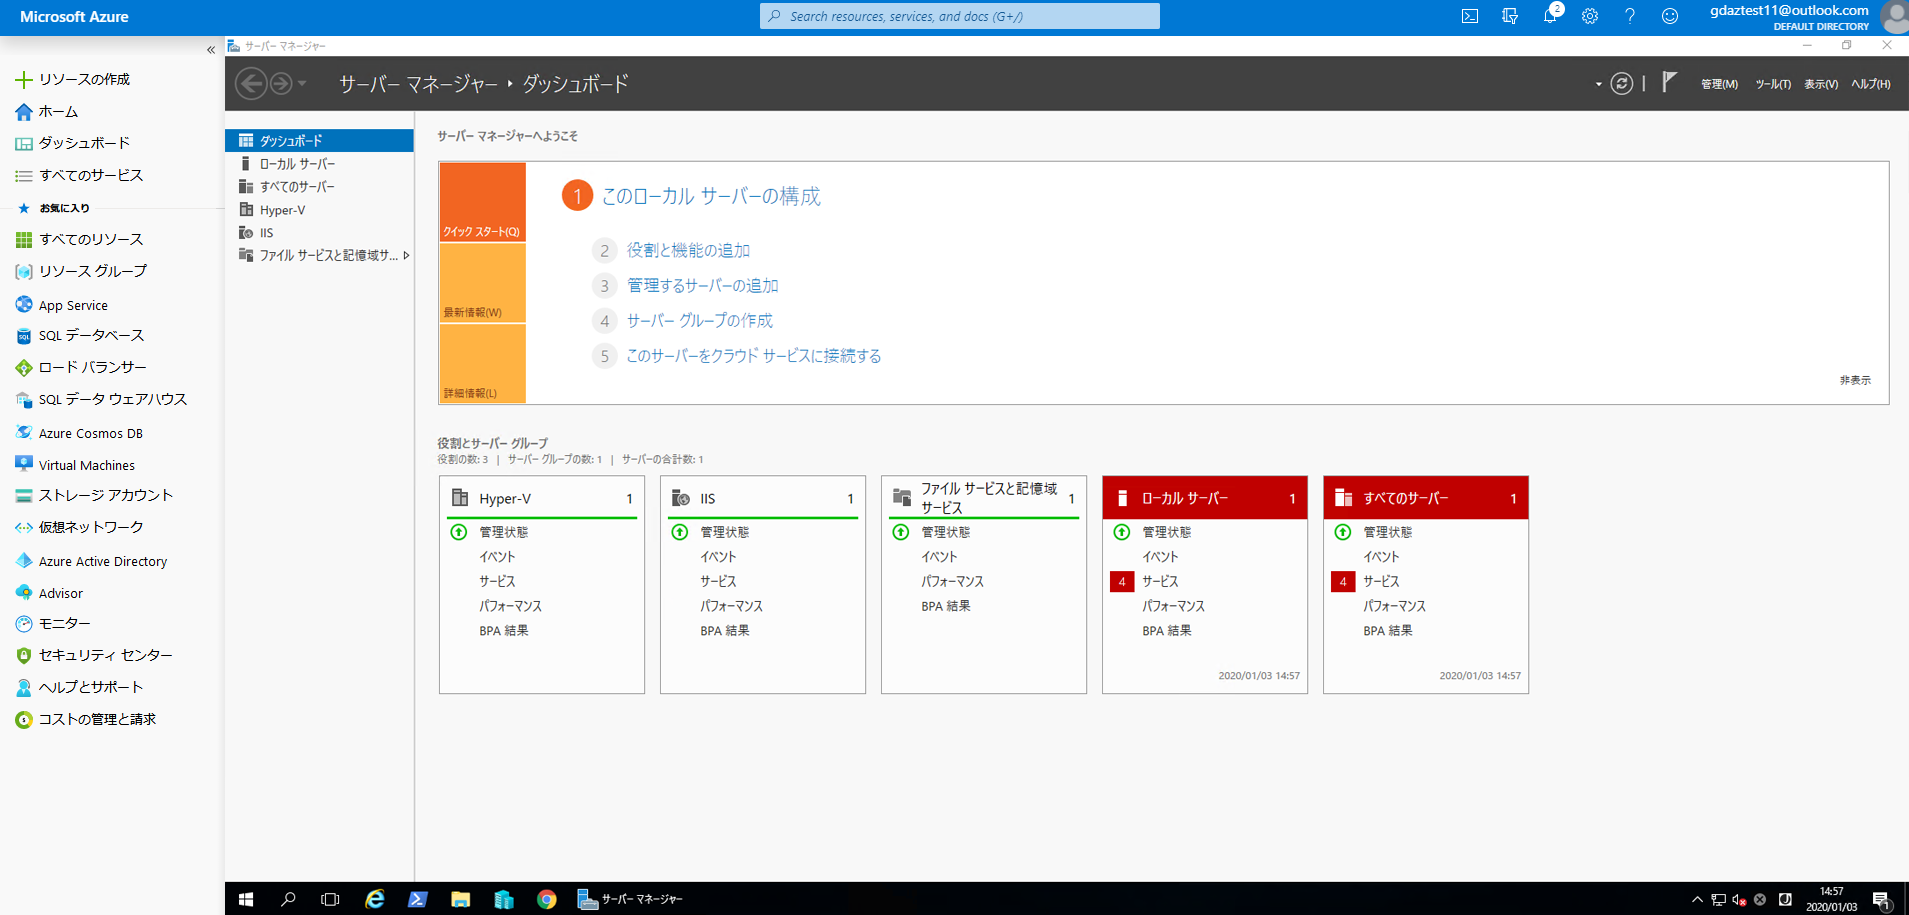 Microsoft Azure
Search resources, services, and docs (G+/)
2
gdaztest11@outlook.com
DEFAULT DIRECTORY
«
リソースの作成
ホーム
ダッシュボード
すべてのサービス
お気に入り
すべてのリソース
リソース グループ
App Service
SQL データベース
ロード バランサー
SQL データ ウェアハウス
Azure Cosmos DB
Virtual Machines
ストレージ アカウント
仮想ネットワーク
Azure Active Directory
Advisor
モニター
セキュリティ センター
ヘルプとサポート
コストの管理と請求
サーバー マネージャー
サーバー マネージャー ‣ ダッシュボード
管理(M) ツール(T) 表示(V) ヘルプ(H)
ダッシュボード
ローカル サーバー
すべてのサーバー
Hyper-V
IIS
ファイル サービスと記憶域サ...
サーバー マネージャーへようこそ
クイック スタート(Q)
最新情報(W)
詳細情報(L)
1 このローカル サーバーの構成
2 役割と機能の追加
3 管理するサーバーの追加
4 サーバー グループの作成
5 このサーバーをクラウド サービスに接続する
非表示
役割とサーバー グループ
役割の数: 3 | サーバー グループの数: 1 | サーバーの合計数: 1
Hyper-V 1
管理状態
イベント
サービス
パフォーマンス
BPA 結果
IIS 1
管理状態
イベント
サービス
パフォーマンス
BPA 結果
ファイル サービスと記憶域
サービス 1
管理状態
イベント
パフォーマンス
BPA 結果
ローカル サーバー 1
管理状態
イベント
4 サービス
パフォーマンス
BPA 結果
2020/01/03 14:57
すべてのサーバー 1
管理状態
イベント
4 サービス
パフォーマンス
BPA 結果
2020/01/03 14:57
サーバー マネージャー
14:57
2020/01/03
1